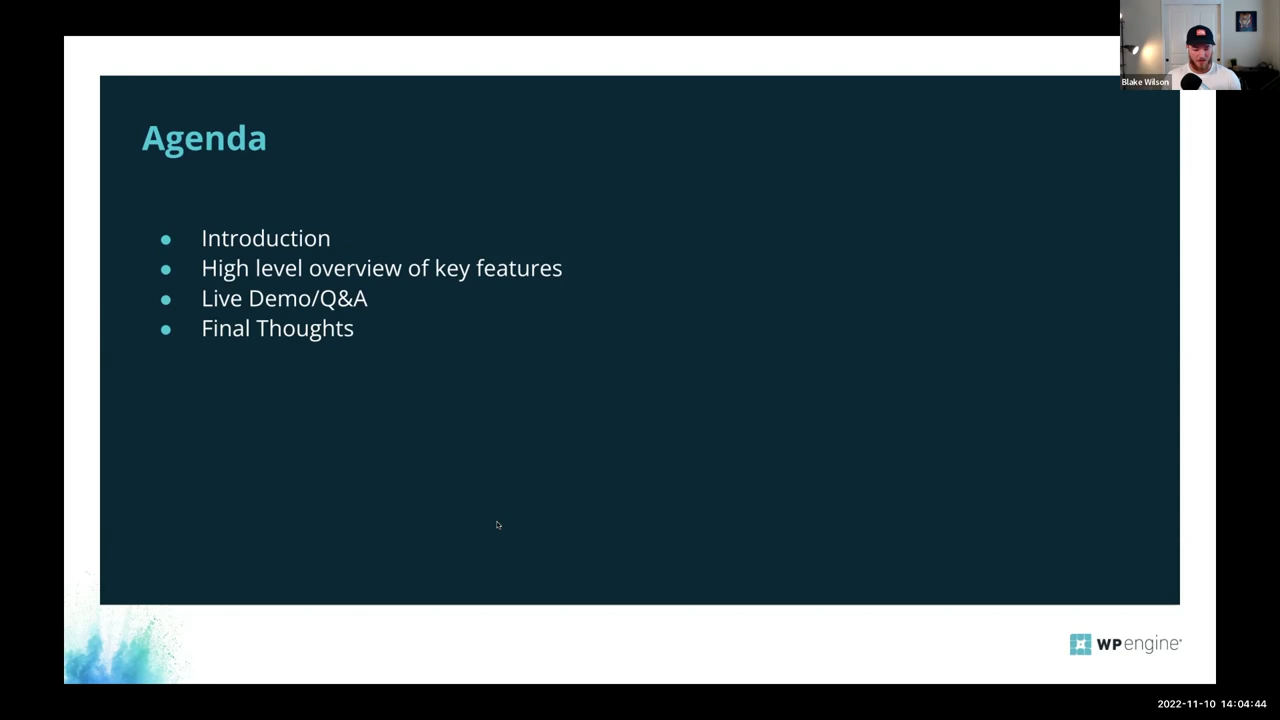 Blake Wilson
Agenda
Introduction
High level overview of key features
Live Demo/Q&A
Final Thoughts
WPengine
2022-11-10 14:04:44